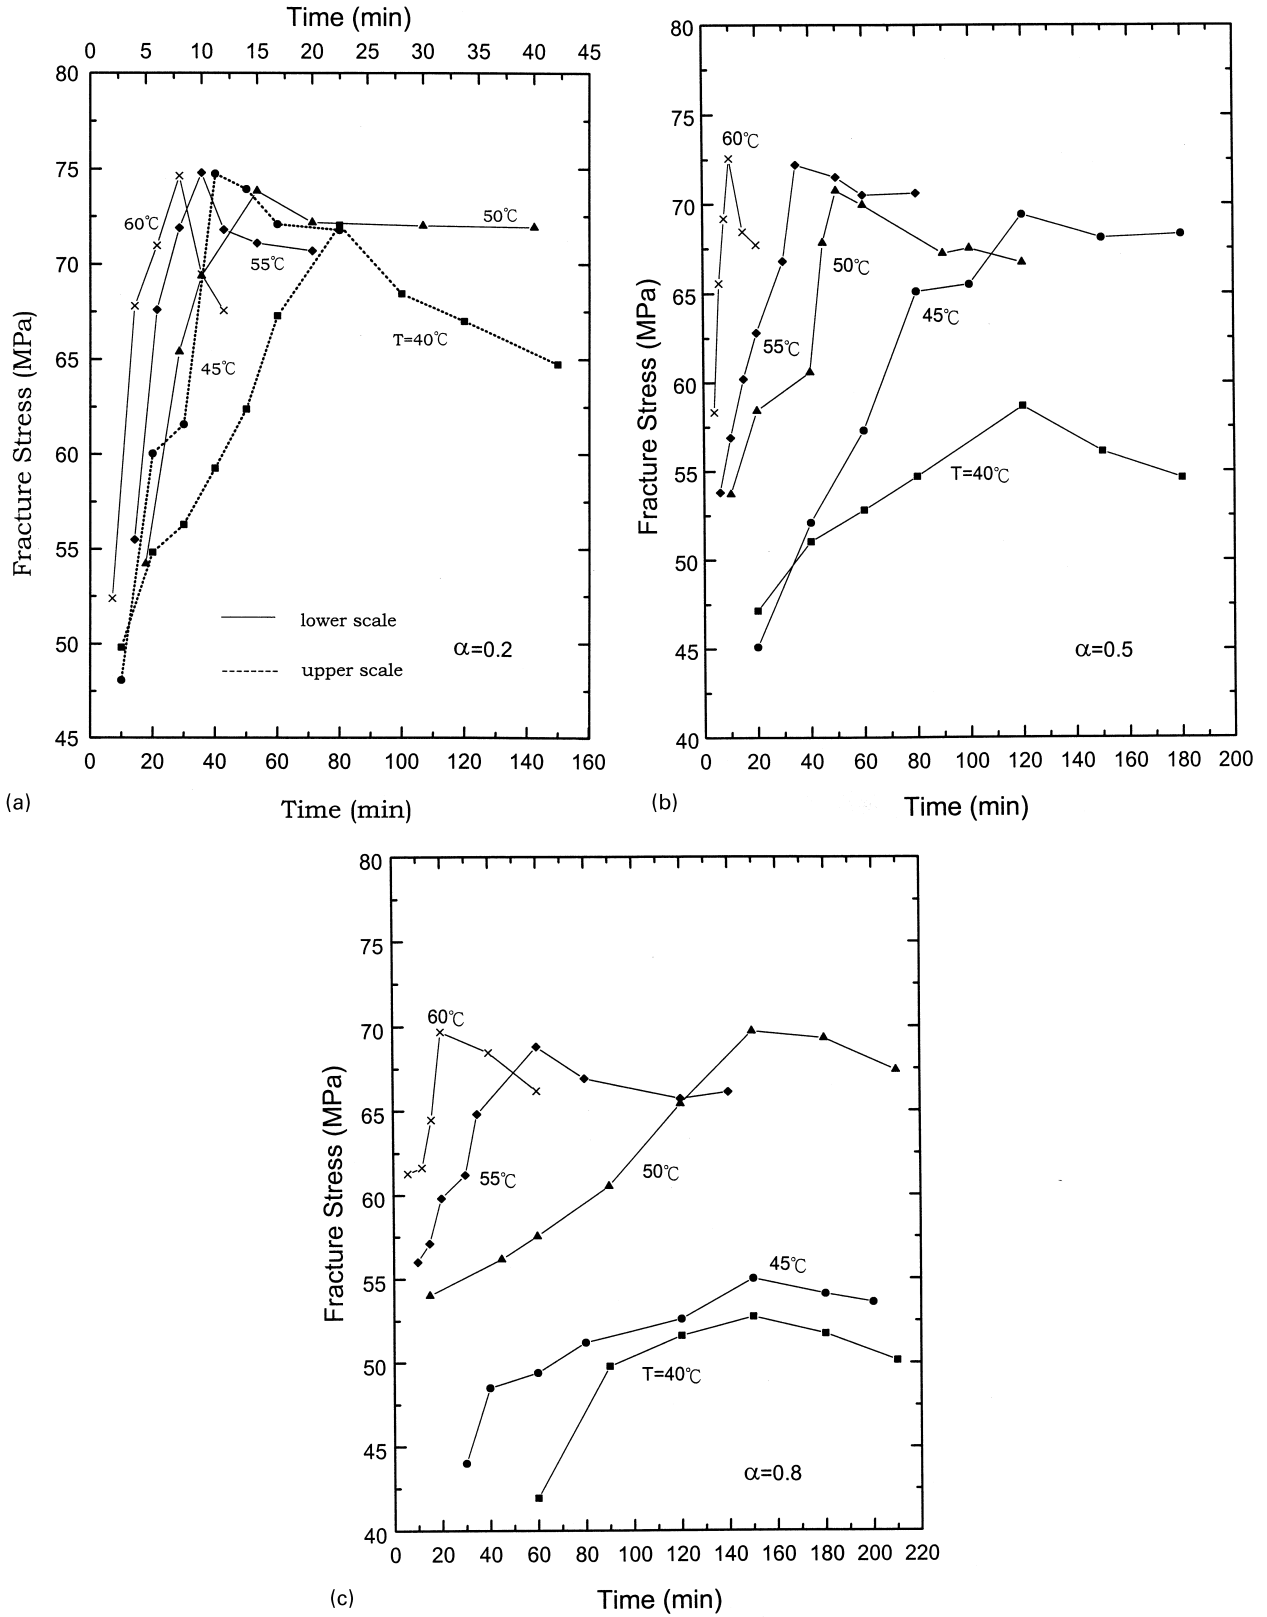 Time (min)
0 5 10 15 20 25 30 35 40 45
80
75
70
65
60
55
50
45
Fracture Stress (MPa)
60℃
50℃
55℃
T=40℃
45℃
lower scale
upper scale
α=0.2
0 20 40 60 80 100 120 140 160
(a)
Time (min)
80
75
70
65
60
55
50
45
40
Fracture Stress (MPa)
60℃
50℃
45℃
55℃
T=40℃
α=0.5
0 20 40 60 80 100 120 140 160 180 200
(b)
Time (min)
80
75
70
65
60
55
50
45
40
Fracture Stress (MPa)
60℃
55℃
50℃
45℃
T=40℃
α=0.8
0 20 40 60 80 100 120 140 160 180 200 220
(c)
Time (min)